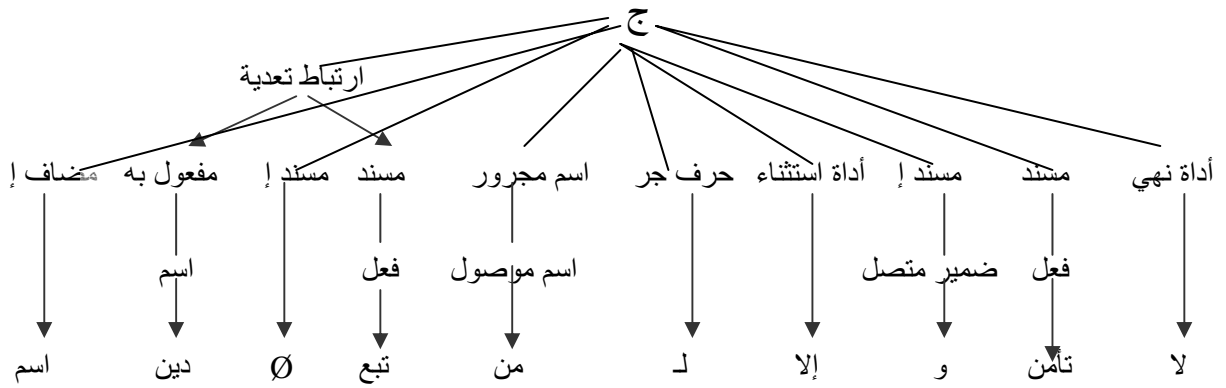 ج
ارتباط تعدية
أداة نهي مسند مسند إ أداة استثناء حرف جر اسم مجرور مسند مسند إ مفعول به مضاف إ
فعل ضمير متصل اسم موصول فعل اسم
لا تأمن و إلا لـ من تبع Ø دين اسم